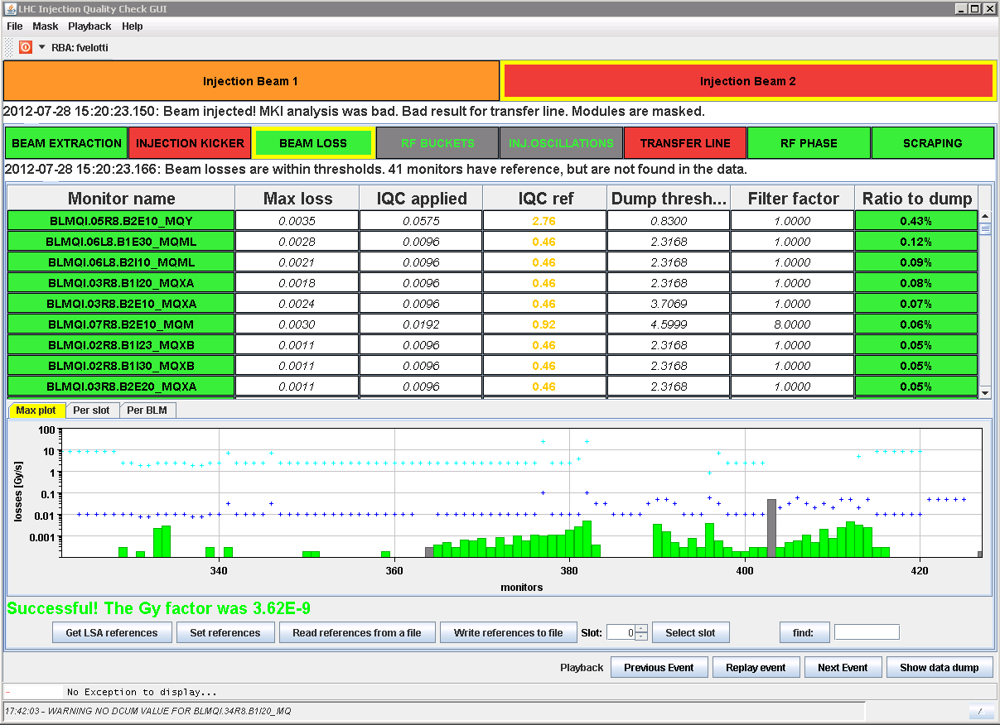 LHC Injection Quality Check GUI
File Mask Playback Help
RBA: fvelotti
Injection Beam 1 Injection Beam 2
2012-07-28 15:20:23.150: Beam injected! MKI analysis was bad. Bad result for transfer line. Modules are masked.
BEAM EXTRACTION INJECTION KICKER BEAM LOSS RF BUCKETS INJ.OSCILLATIONS TRANSFER LINE RF PHASE SCRAPING
2012-07-28 15:20:23.166: Beam losses are within thresholds. 41 monitors have reference, but are not found in the data.
Monitor name Max loss IQC applied IQC ref Dump thresh... Filter factor Ratio to dump
BLMQI.05R8.B2E10_MQY 0.0035 0.0575 2.76 0.8300 1.0000 0.43%
BLMQI.06L8.B1E30_MQML 0.0028 0.0096 0.46 2.3168 1.0000 0.12%
BLMQI.06L8.B2I10_MQML 0.0021 0.0096 0.46 2.3168 1.0000 0.09%
BLMQI.03R8.B1I20_MQXA 0.0018 0.0096 0.46 2.3168 1.0000 0.08%
BLMQI.03R8.B2E10_MQXA 0.0024 0.0096 0.46 3.7069 1.0000 0.07%
BLMQI.07R8.B2E10_MQM 0.0030 0.0192 0.92 4.5999 8.0000 0.06%
BLMQI.02R8.B1I23_MQXB 0.0011 0.0096 0.46 2.3168 1.0000 0.05%
BLMQI.02R8.B1I30_MQXB 0.0011 0.0096 0.46 2.3168 1.0000 0.05%
BLMQI.03R8.B2E20_MQXA 0.0011 0.0096 0.46 2.3168 1.0000 0.05%
Max plot Per slot Per BLM
losses [Gy/s]
100
10
1
0.1
0.01
0.001
340 360 380 400 420
monitors
Successful! The Gy factor was 3.62E-9
Get LSA references Set references Read references from a file Write references to file Slot: 0 Select slot find:
Playback Previous Event Replay event Next Event Show data dump
No Exception to display...
17:42:03 - WARNING NO DCUM VALUE FOR BLMQI.34R8.B1I20_MQ